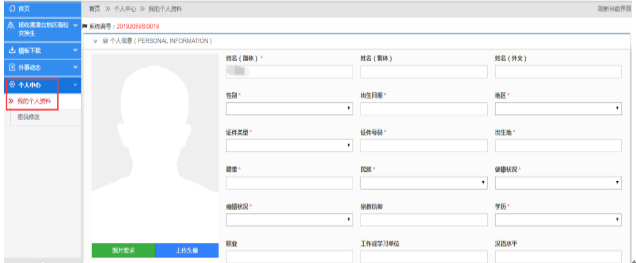 首页
首页 》 个人中心 》 我的个人资料
刷新当前界面
接收港澳台地区高校交换生
系统编号：20192059B0019
模板下载
个人信息 ( PERSONAL INFORMATION )
外事动态
个人中心
我的个人资料
密码修改
姓名 ( 简体 ) *
姓名 ( 繁体 )
姓名 ( 外文 )
性别 *
出生日期 *
地区 *
证件类型 *
证件号码 *
出生地 *
籍贯 *
民族 *
健康状况 *
婚姻状况 *
宗教信仰
学历 *
职业
工作或学习单位
汉语水平
照片要求
上传头像